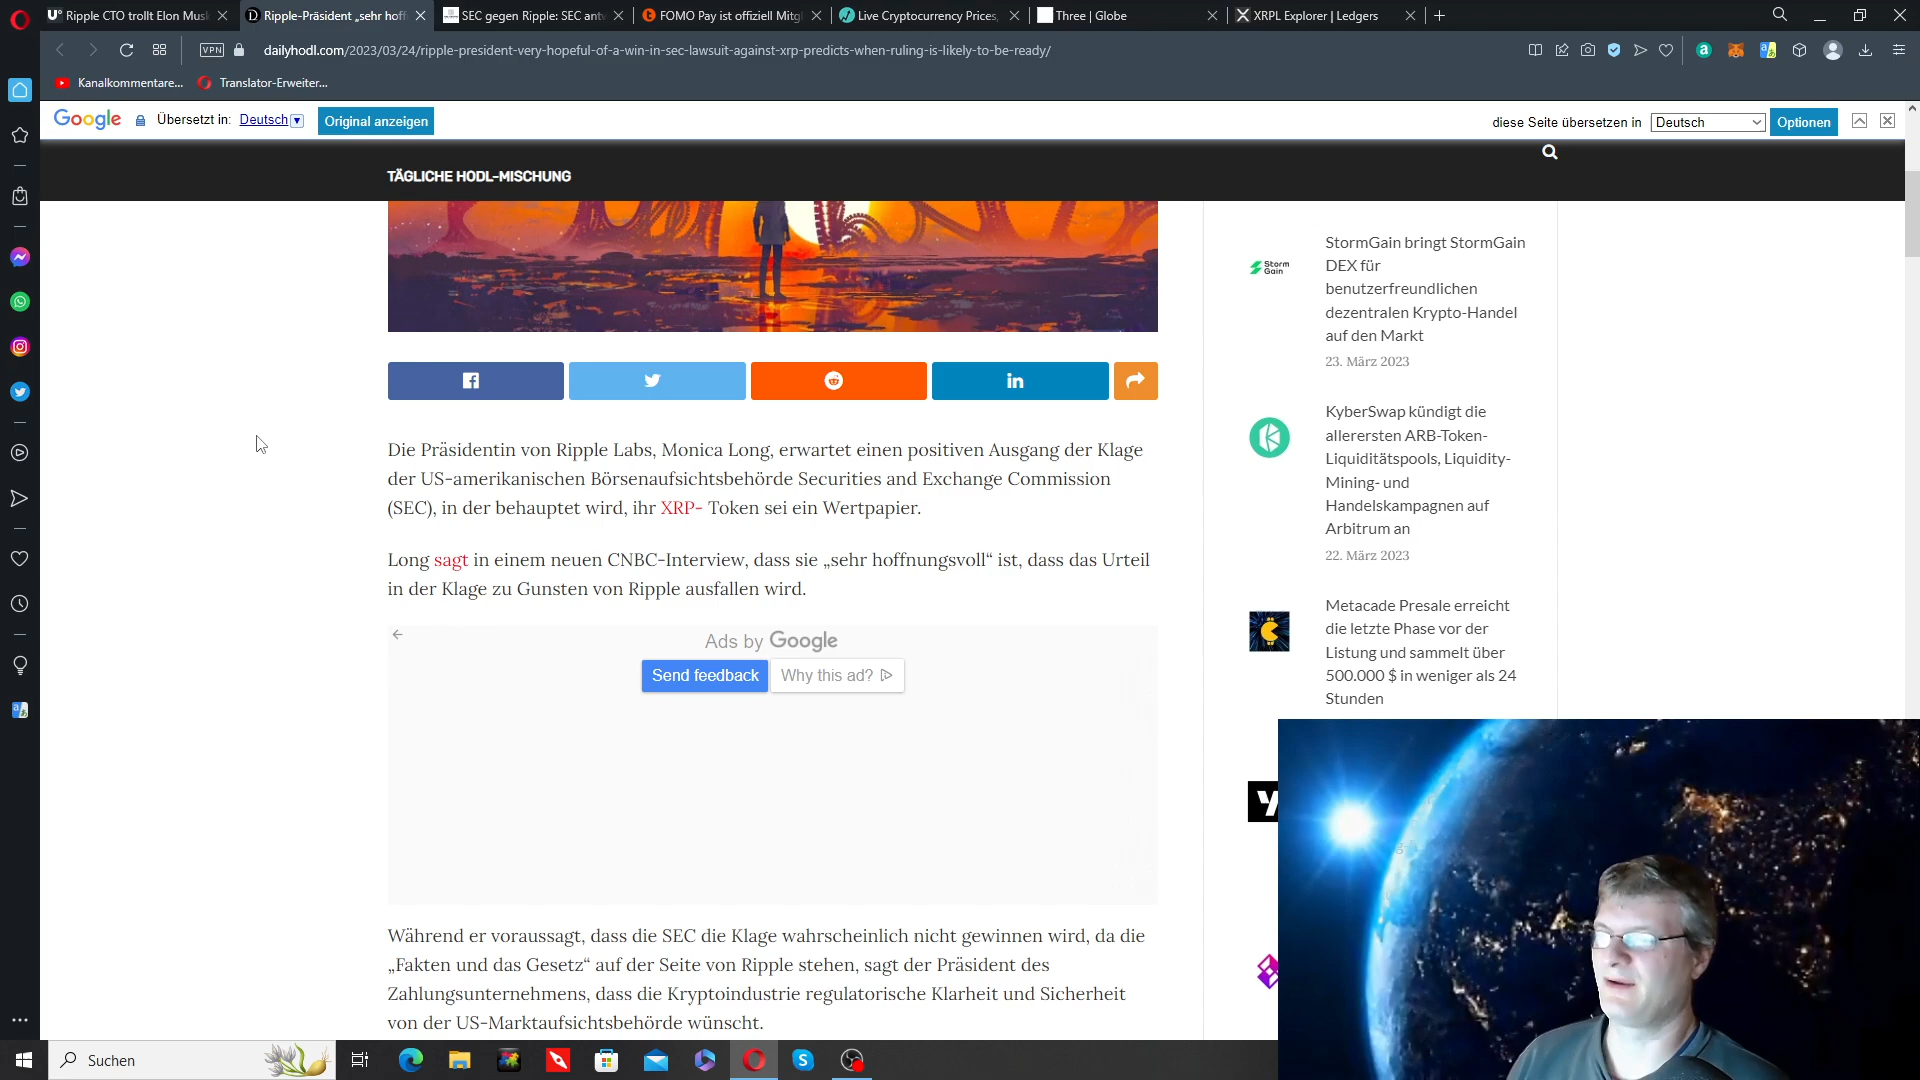 Ripple CTO trollt Elon Mus
Ripple-Präsident „sehr hoff
SEC gegen Ripple: SEC ant
FOMO Pay ist offiziell Mitgl
Live Cryptocurrency Prices,
Three | Globe
XRPL Explorer | Ledgers
VPN
dailyhodl.com/2023/03/24/ripple-president-very-hopeful-of-a-win-in-sec-lawsuit-against-xrp-predicts-when-ruling-is-likely-to-be-ready/
Kanalkommentare...
Translator-Erweiter...
Google
Übersetzt in:
Deutsch
Original anzeigen
diese Seite übersetzen in
Deutsch
Optionen
TÄGLICHE HODL-MISCHUNG
Die Präsidentin von Ripple Labs, Monica Long, erwartet einen positiven Ausgang der Klage
der US-amerikanischen Börsenaufsichtsbehörde Securities and Exchange Commission
(SEC), in der behauptet wird, ihr XRP- Token sei ein Wertpapier.
Long sagt in einem neuen CNBC-Interview, dass sie „sehr hoffnungsvoll“ ist, dass das Urteil
in der Klage zu Gunsten von Ripple ausfallen wird.
Ads by Google
Send feedback
Why this ad?
Während er voraussagt, dass die SEC die Klage wahrscheinlich nicht gewinnen wird, da die
„Fakten und das Gesetz“ auf der Seite von Ripple stehen, sagt der Präsident des
Zahlungsunternehmens, dass die Kryptoindustrie regulatorische Klarheit und Sicherheit
von der US-Marktaufsichtsbehörde wünscht.
Storm
Gain
StormGain bringt StormGain
DEX für
benutzerfreundlichen
dezentralen Krypto-Handel
auf den Markt
23. März 2023
KyberSwap kündigt die
allerersten ARB-Token-
Liquiditätspools, Liquidity-
Mining- und
Handelskampagnen auf
Arbitrum an
22. März 2023
Metacade Presale erreicht
die letzte Phase vor der
Listung und sammelt über
500.000 $ in weniger als 24
Stunden
Suchen